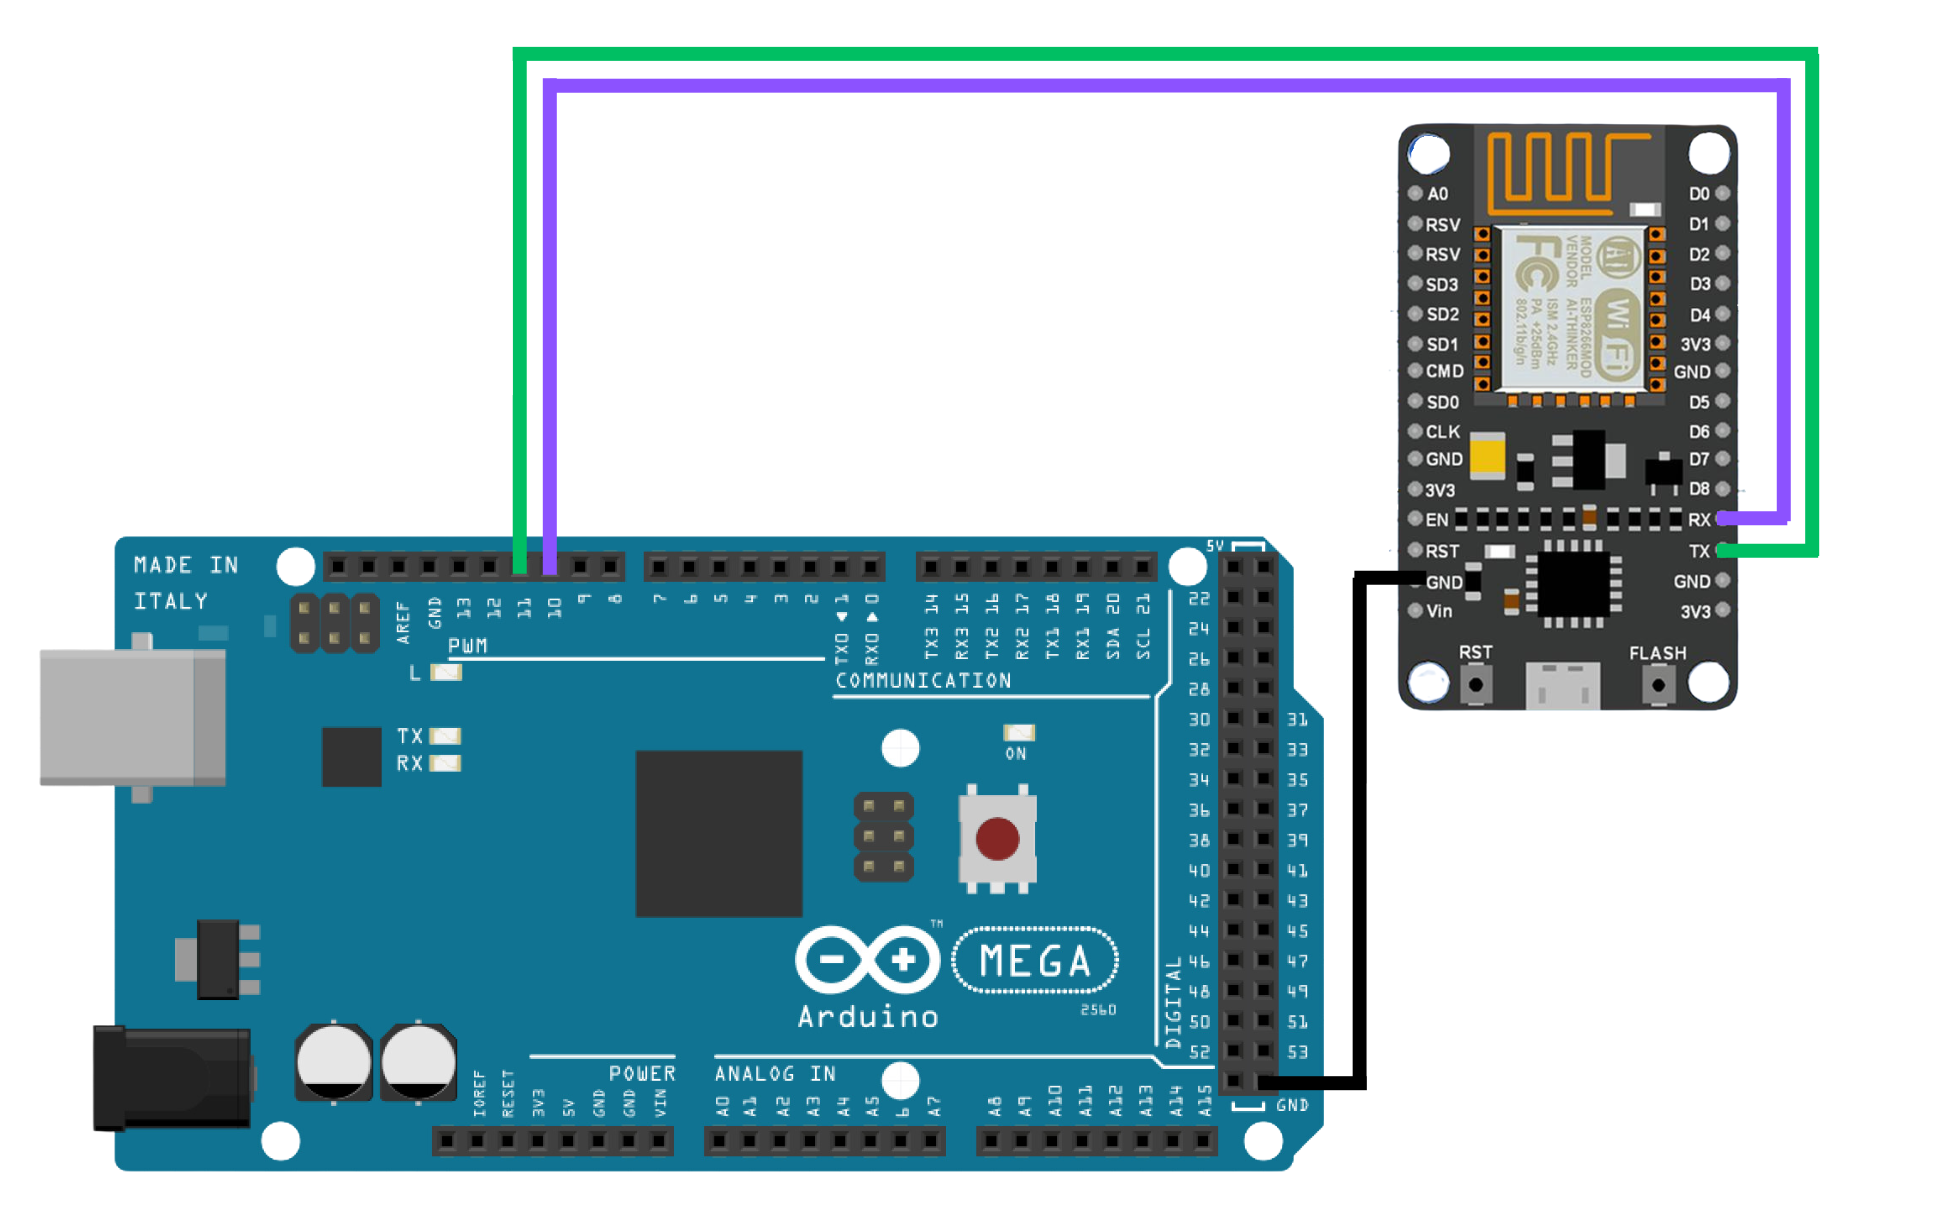 MADE IN
ITALY
AREF
GND
13
12
11
10
9
8
7
6
5
4
3
2
TX0 ◀ 1
RX0 ▶ 0
TX3 14
RX3 15
TX2 16
RX2 17
TX1 18
RX1 19
SDA 20
SCL 21
PWM
COMMUNICATION
L
TX
RX
ON
5V
22
24
26
28
30 31
32 33
34 35
36 37
38 39
40 41
42 43
44 45
46 47
48 49
50 51
52 53
GND
DIGITAL
MEGA
TM
Arduino
2560
POWER
ANALOG IN
IOREF
RESET
3V3
5V
GND
GND
VIN
A0
A1
A2
A3
A4
A5
6
A7
A8
A9
A10
A11
A12
A13
A14
A15
A0
RSV
RSV
SD3
SD2
SD1
CMD
SD0
CLK
GND
3V3
EN
RST
GND
Vin
D0
D1
D2
D3
D4
3V3
GND
D5
D6
D7
D8
RX
TX
GND
3V3
Ai
WiFi
FC
MODEL ESP8266MOD
VENDOR AI-THINKER
ISM 2.4GHz
PA +25dBm
802.11b/g/n
RST
FLASH